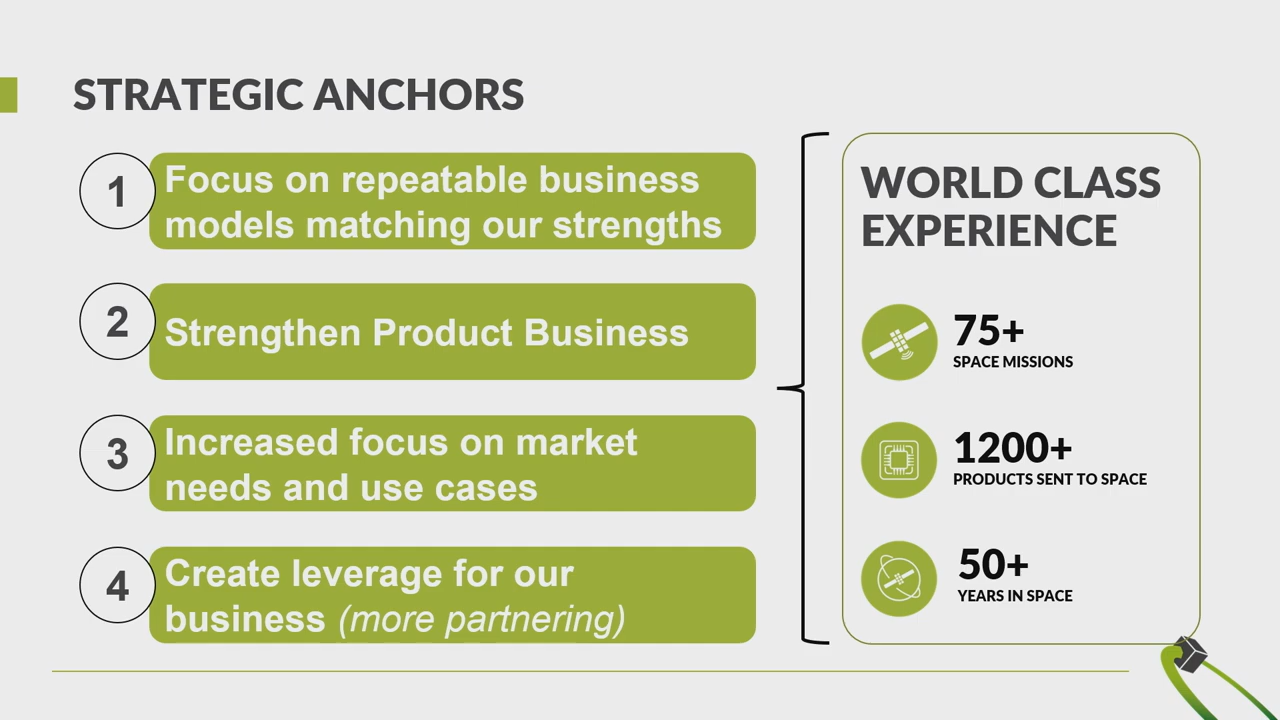 STRATEGIC ANCHORS
1
Focus on repeatable business
models matching our strengths
2
Strengthen Product Business
3
Increased focus on market
needs and use cases
4
Create leverage for our
business (more partnering)
WORLD CLASS
EXPERIENCE
75+
SPACE MISSIONS
1200+
PRODUCTS SENT TO SPACE
50+
YEARS IN SPACE